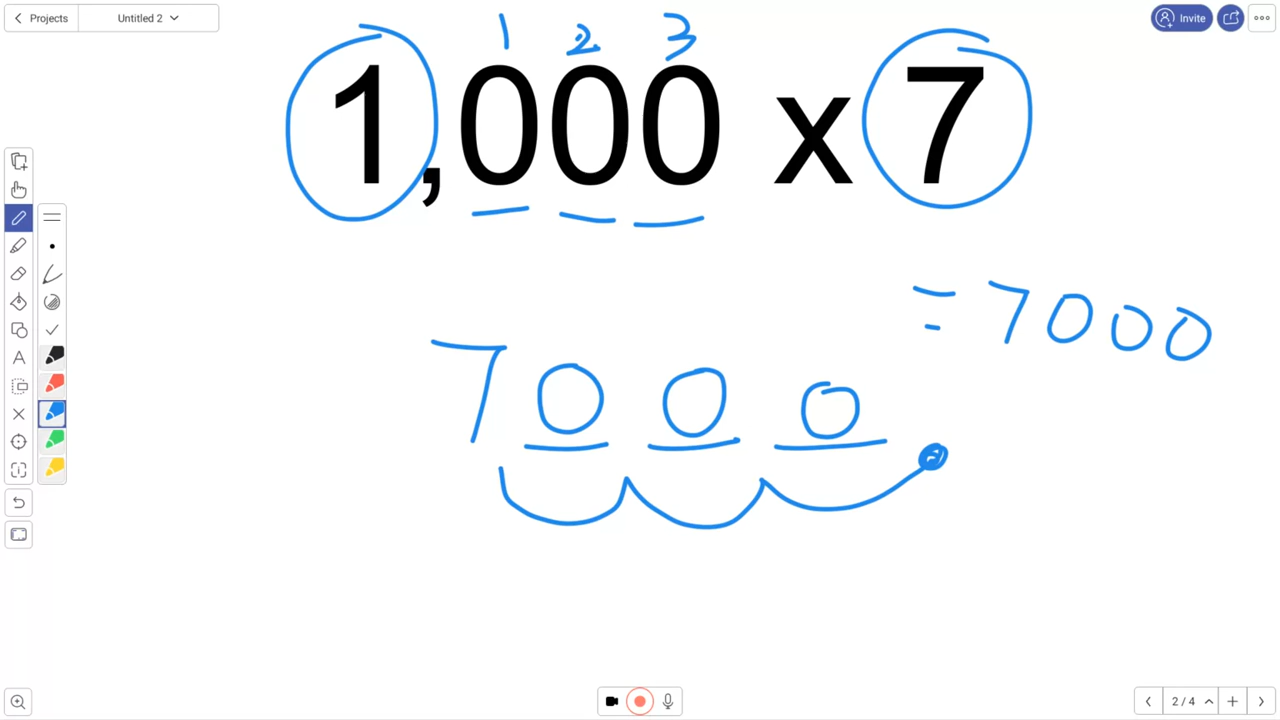 Projects Untitled 2 Invite
1 2 3
1,000 x 7
= 7000
7000.
2 / 4